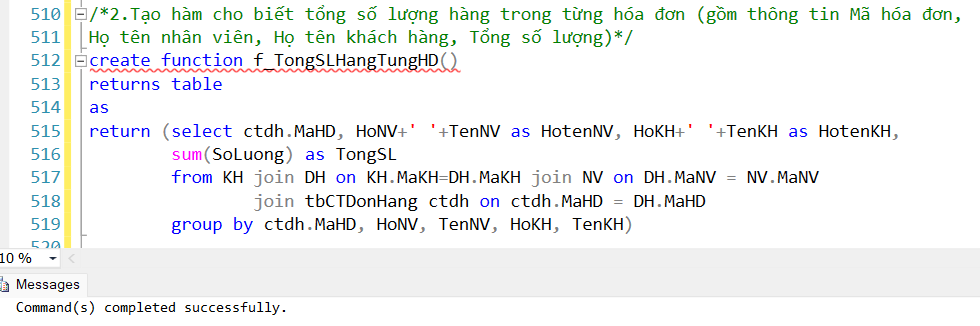 510 /*2.Tạo hàm cho biết tổng số lượng hàng trong từng hóa đơn (gồm thông tin Mã hóa đơn,
511 Họ tên nhân viên, Họ tên khách hàng, Tổng số lượng)*/
512 create function f_TongSLHangTungHD()
513 returns table
514 as
515 return (select ctdh.MaHD, HoNV+' '+TenNV as HotenNV, HoKH+' '+TenKH as HotenKH,
516 sum(SoLuong) as TongSL
517 from KH join DH on KH.MaKH=DH.MaKH join NV on DH.MaNV = NV.MaNV
518 join tbCTDonHang ctdh on ctdh.MaHD = DH.MaHD
519 group by ctdh.MaHD, HoNV, TenNV, HoKH, TenKH)
520
10 %
Messages
Command(s) completed successfully.